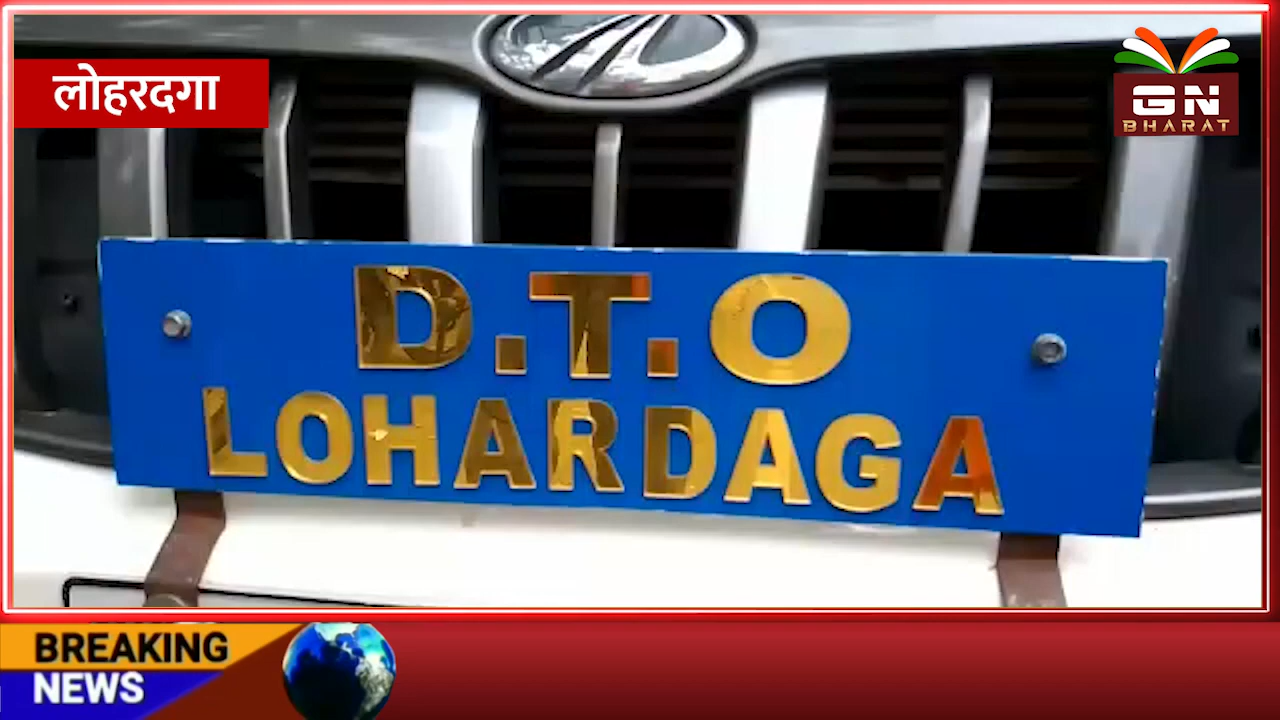 लोहरदगा
GN
BHARAT
D.T.O
LOHARDAGA
BREAKING
NEWS